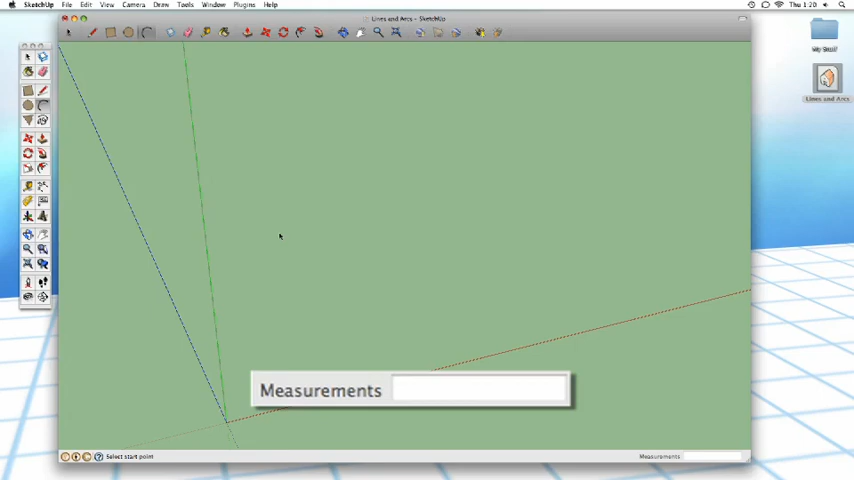 SketchUp File Edit View Camera Draw Tools Window Plugins Help
Thu 1:20
Lines and Arcs - SketchUp
My Stuff
Lines and Arcs
Measurements
Select start point
Measurements